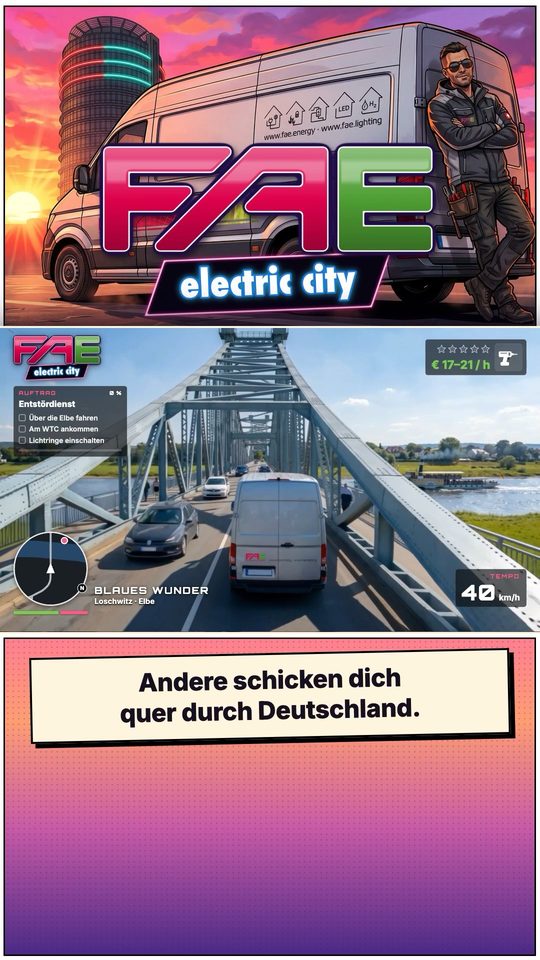 LED
H₂
www.fae.energy · www.fae.lighting
FAE
electric city
FAE
electric city
€ 17–21 / h
AUFTRAG
0 %
Entstördienst
Über die Elbe fahren
Am WTC ankommen
Lichtringe einschalten
FAE
N
BLAUES WUNDER
Loschwitz · Elbe
TEMPO
40 km/h
Andere schicken dich
quer durch Deutschland.